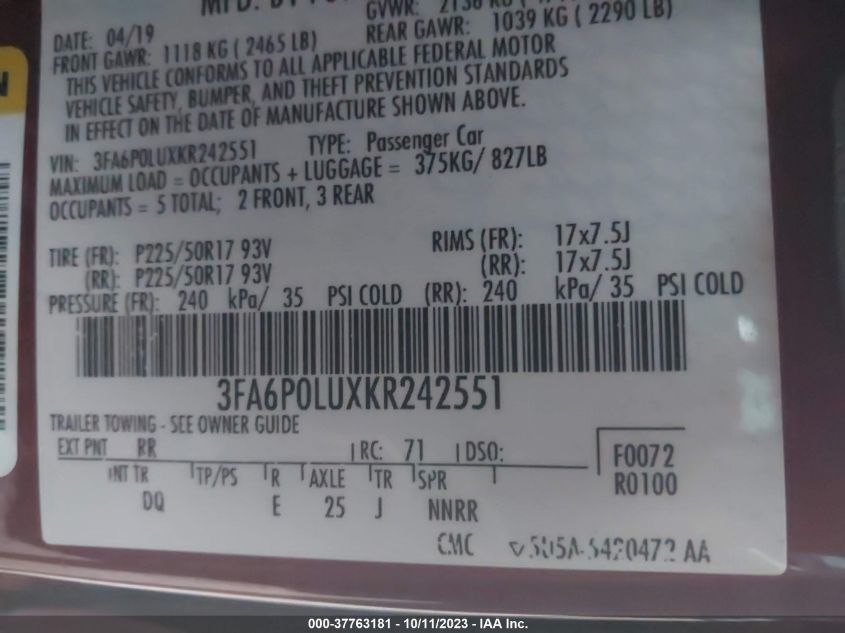 MFD. BY
GVWR:
DATE: 04/19
REAR GAWR: 1039 KG ( 2290 LB)
FRONT GAWR: 1118 KG ( 2465 LB)
THIS VEHICLE CONFORMS TO ALL APPLICABLE FEDERAL MOTOR
VEHICLE SAFETY, BUMPER, AND THEFT PREVENTION STANDARDS
IN EFFECT ON THE DATE OF MANUFACTURE SHOWN ABOVE.
VIN: 3FA6P0LUXKR242551 TYPE: Passenger Car
MAXIMUM LOAD = OCCUPANTS + LUGGAGE = 375KG/ 827LB
OCCUPANTS = 5 TOTAL; 2 FRONT, 3 REAR
TIRE (FR): P225/50R17 93V RIMS (FR): 17x7.5J
(RR): P225/50R17 93V (RR): 17x7.5J
PRESSURE (FR): 240 kPa/ 35 PSI COLD (RR): 240 kPa/ 35 PSI COLD
3FA6P0LUXKR242551
TRAILER TOWING - SEE OWNER GUIDE
EXT PNT RR RC: 71 DSO:
F0072
INT TR TP/PS R AXLE TR SPR
R0100
DQ E 25 J NNRR
CMC
000-37763181 - 10/11/2023 - IAA Inc.